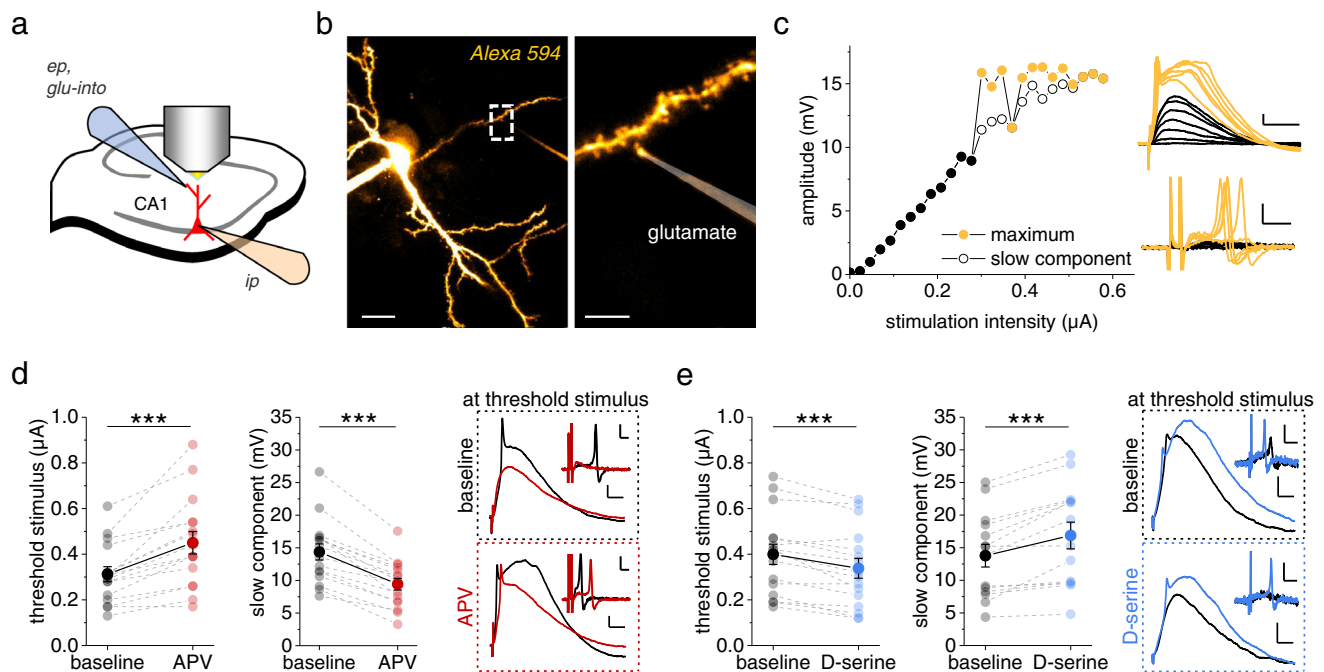 a
ep,
glu-into
CA1
ip
b
Alexa 594
glutamate
c
amplitude (mV)
15
10
5
0
maximum
slow component
0.0
0.2
0.4
0.6
stimulation intensity (µA)
d
threshold stimulus (µA)
1.0
0.8
0.6
0.4
0.2
0.0
***
baseline
APV
slow component (mV)
35
30
25
20
15
10
5
0
***
baseline
APV
at threshold stimulus
baseline
APV
e
threshold stimulus (µA)
1.0
0.8
0.6
0.4
0.2
0.0
***
baseline
D-serine
slow component (mV)
35
30
25
20
15
10
5
0
***
baseline
D-serine
at threshold stimulus
baseline
D-serine